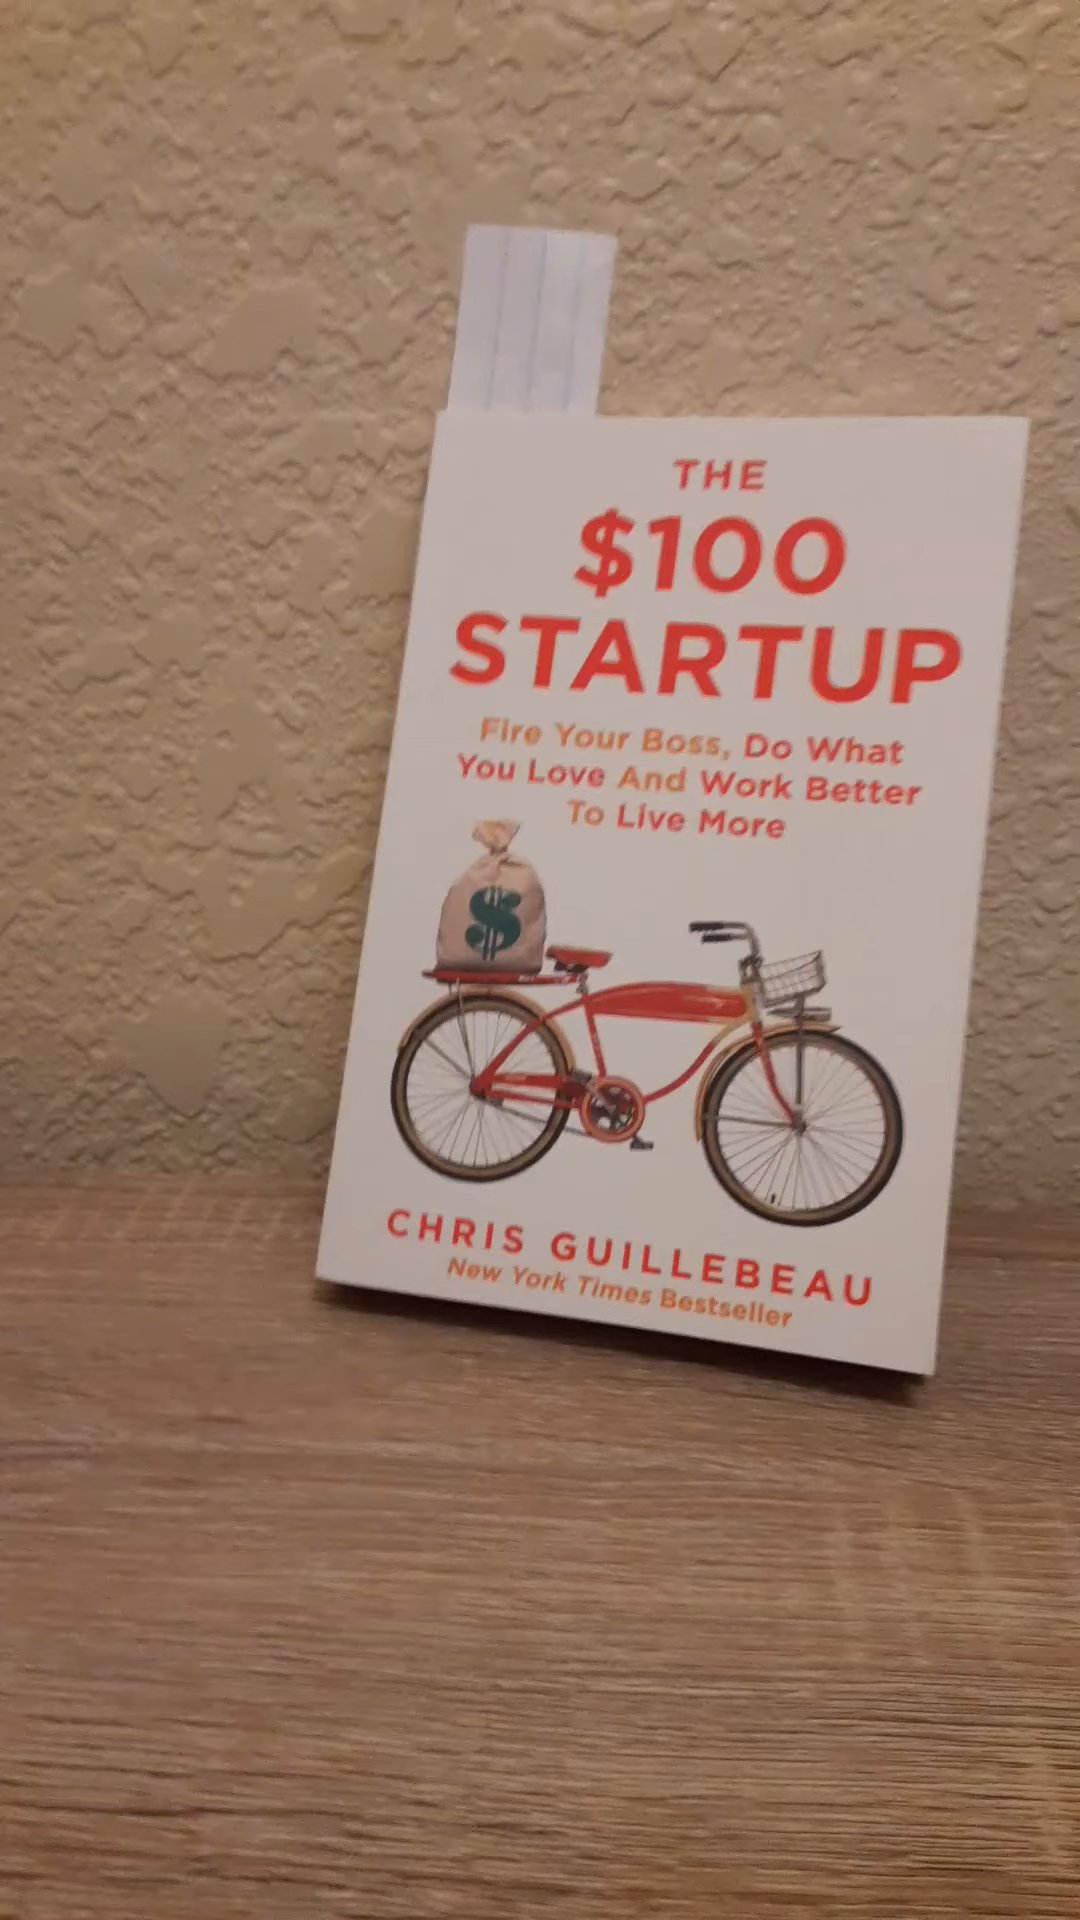 THE
$100
STARTUP
Fire Your Boss, Do What
You Love And Work Better
To Live More
$
CHRIS GUILLEBEAU
New York Times Bestseller